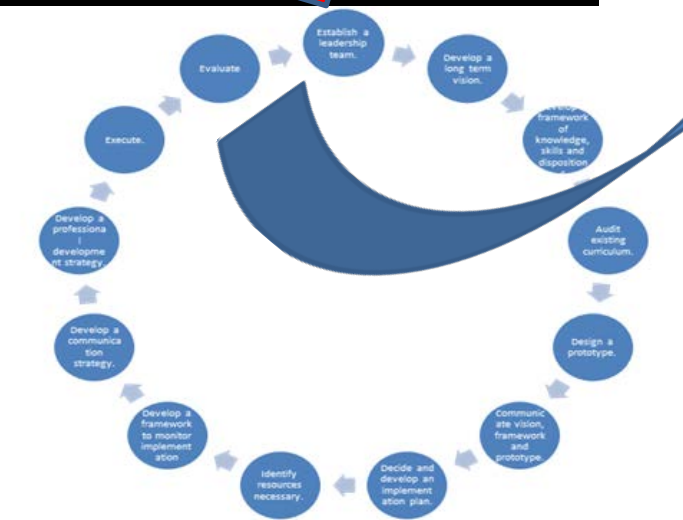 Establish a
leadership
team.
Develop a
long term
vision.
framework
of
knowledge,
skills and
disposition
Audit
existing
curriculum.
Design a
prototype.
Communic
ate vision,
framework
and
prototype.
Decide and
develop an
implement
ation plan.
Identify
resources
necessary.
Develop a
framework
to monitor
implement
ation
Develop a
communica
tion
strategy.
Develop a
professiona
l
developme
nt strategy.
Execute.
Evaluate